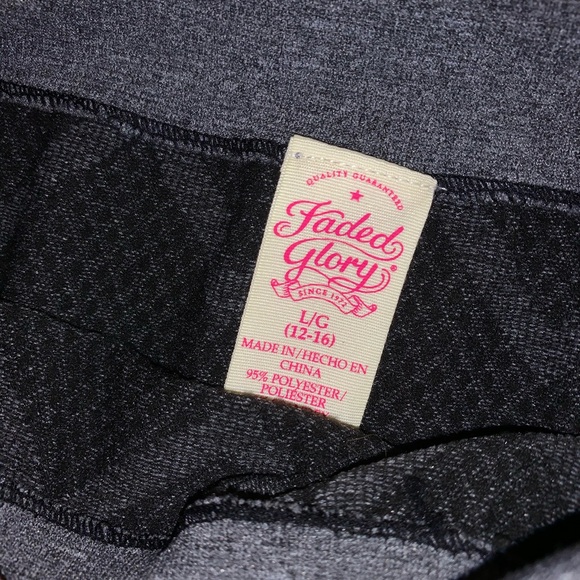 QUALITY GUARANTEED
Faded
Glory®
SINCE 1972
L/G
(12-16)
MADE IN/HECHO EN
CHINA
95% POLYESTER/
POLIÉSTER